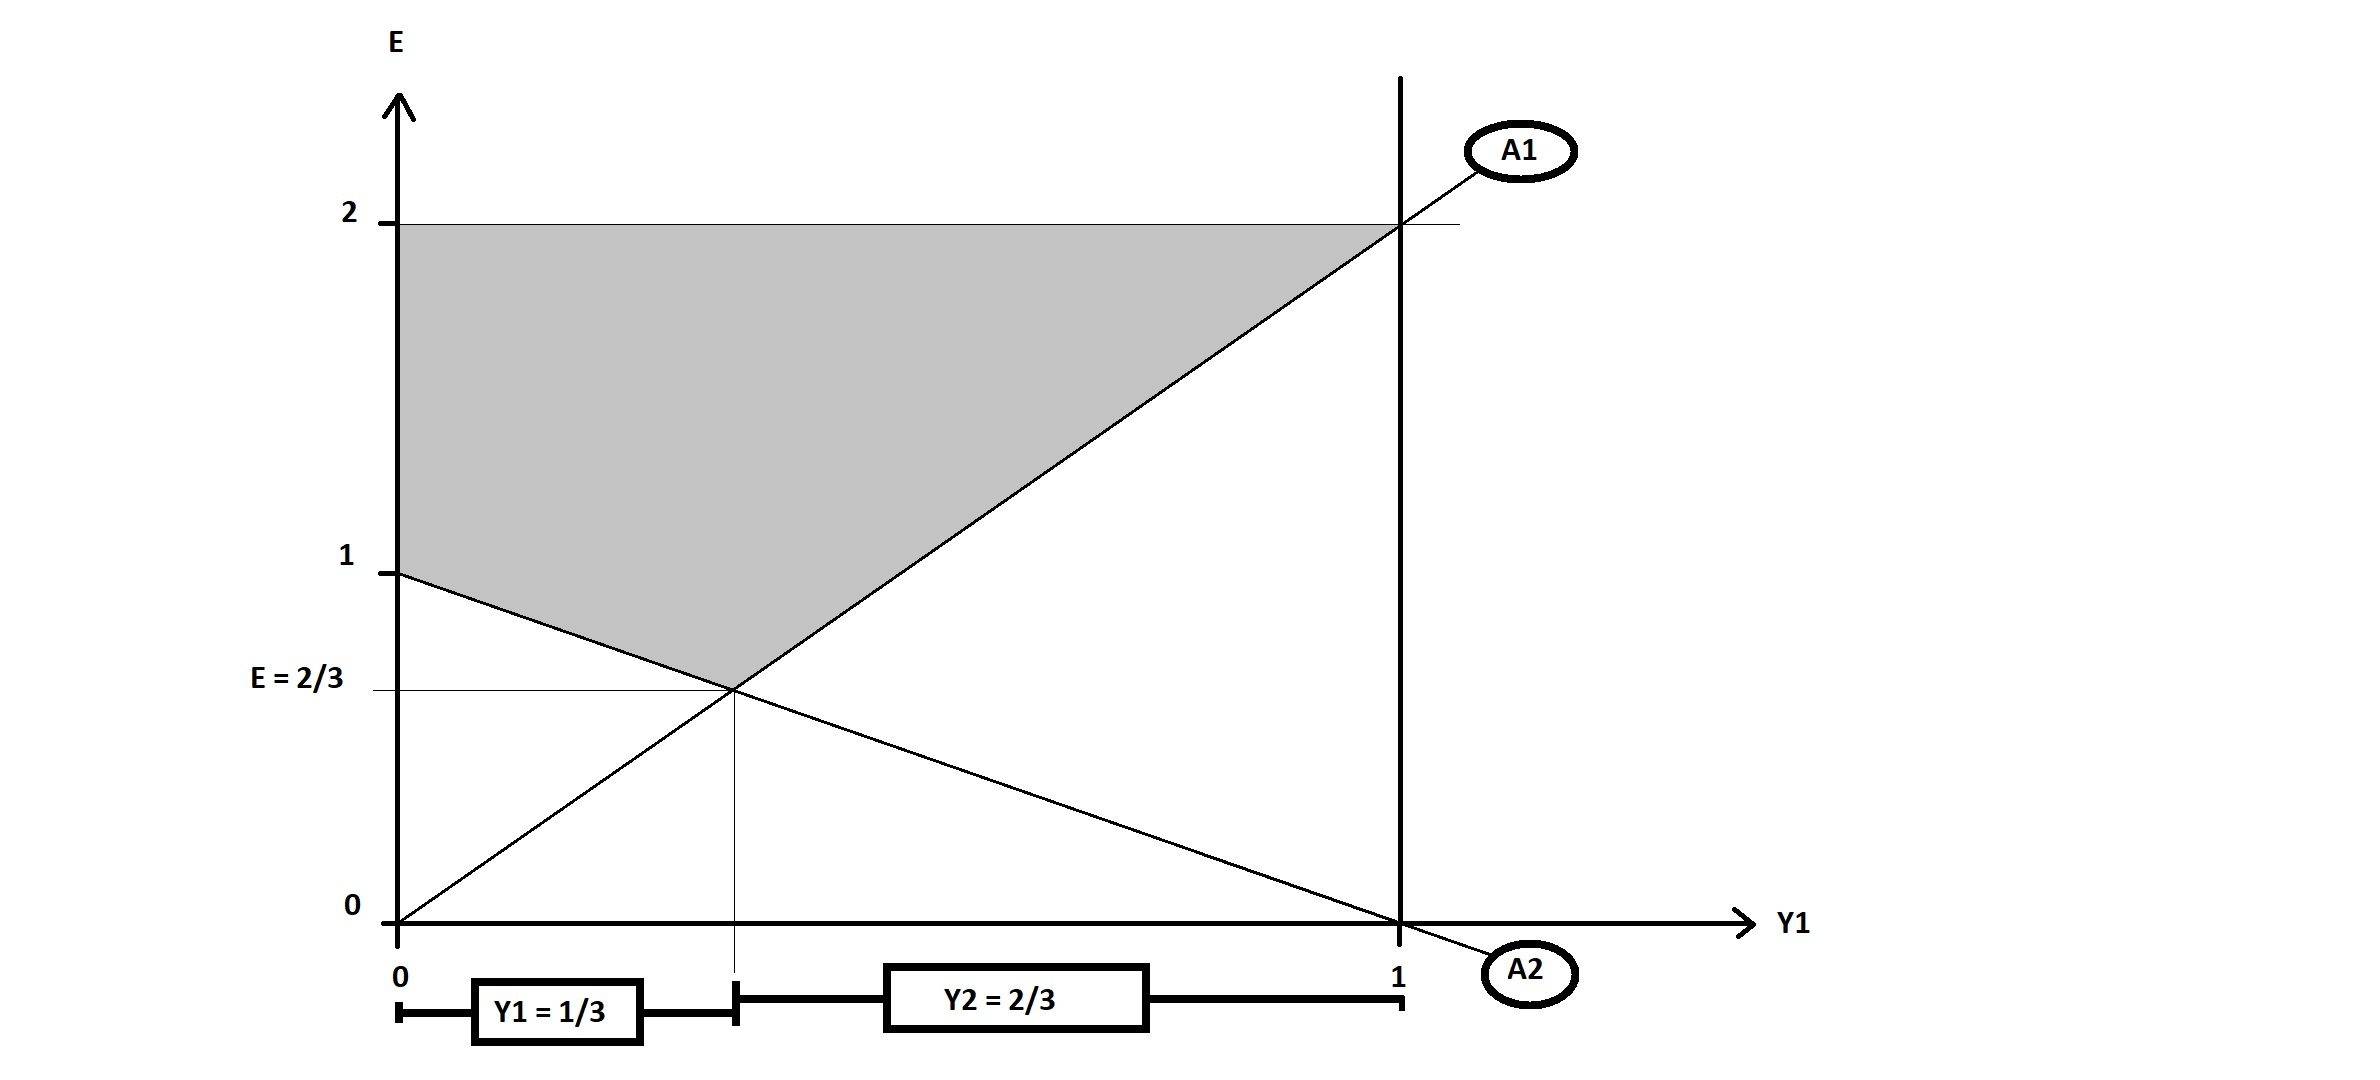 E
A1
2
1
E = 2/3
0
Y1
0
1
A2
Y1 = 1/3
Y2 = 2/3